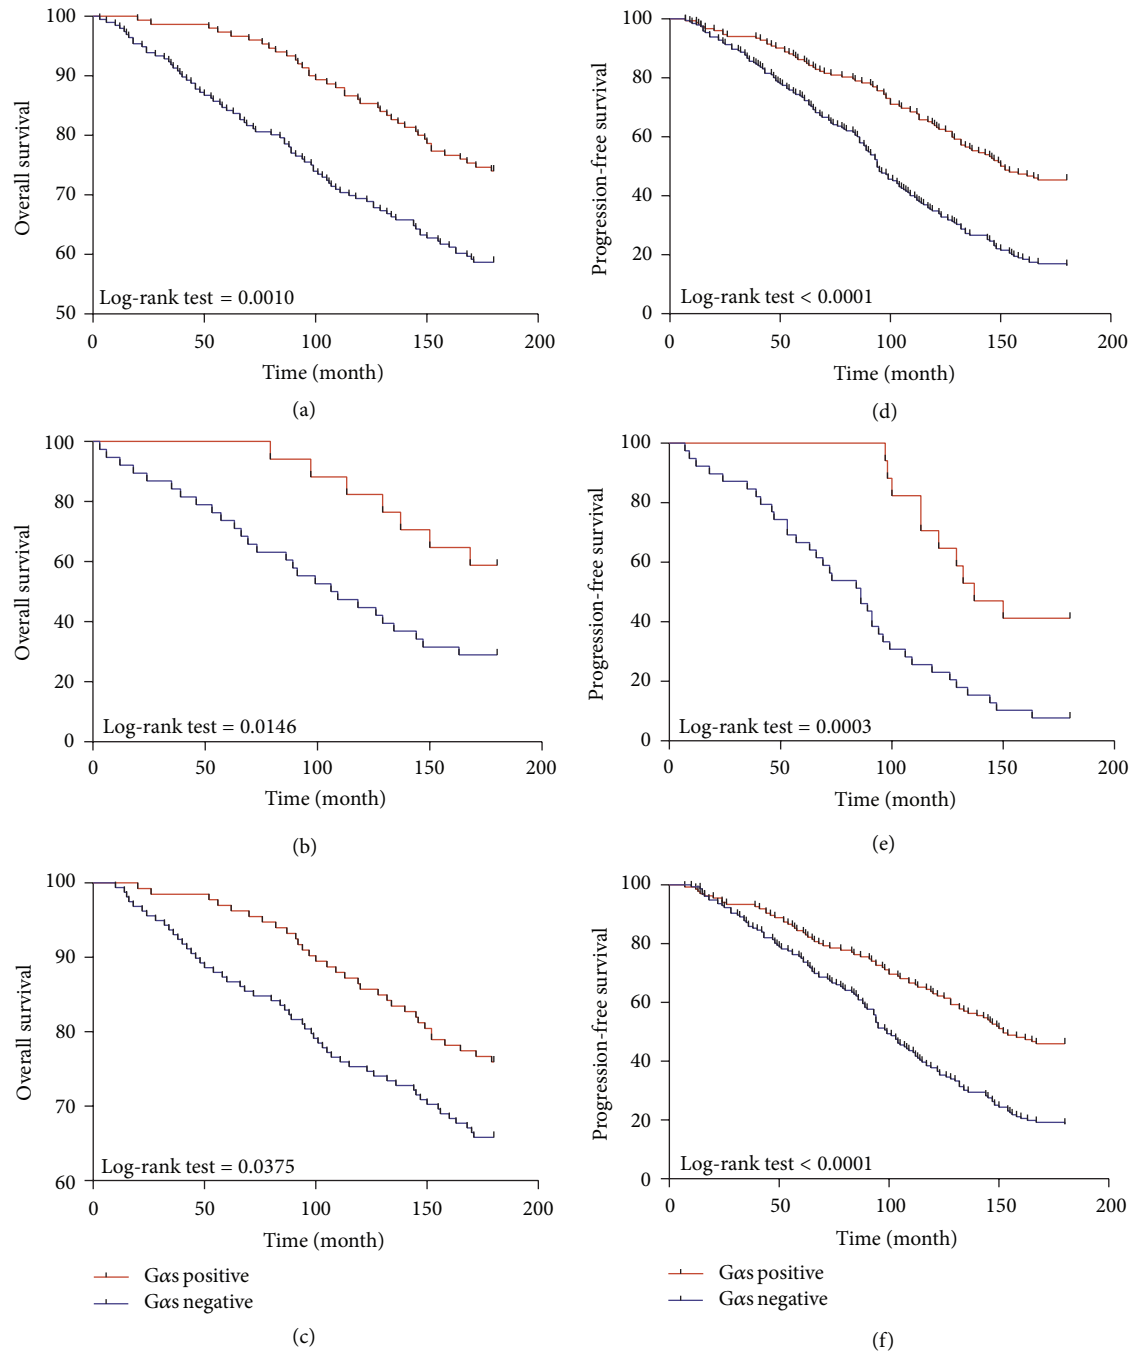 Overall survival
100
90
80
70
60
50
Log-rank test = 0.0010
0 50 100 150 200
Time (month)
(a)
Progression-free survival
100
80
60
40
20
0
Log-rank test < 0.0001
0 50 100 150 200
Time (month)
(d)
Overall survival
100
80
60
40
20
0
Log-rank test = 0.0146
0 50 100 150 200
Time (month)
(b)
Progression-free survival
100
80
60
40
20
0
Log-rank test = 0.0003
0 50 100 150 200
Time (month)
(e)
Overall survival
100
90
80
70
60
Log-rank test = 0.0375
0 50 100 150 200
Time (month)
Gαs positive
Gαs negative
(c)
Progression-free survival
100
80
60
40
20
0
Log-rank test < 0.0001
0 50 100 150 200
Time (month)
Gαs positive
Gαs negative
(f)